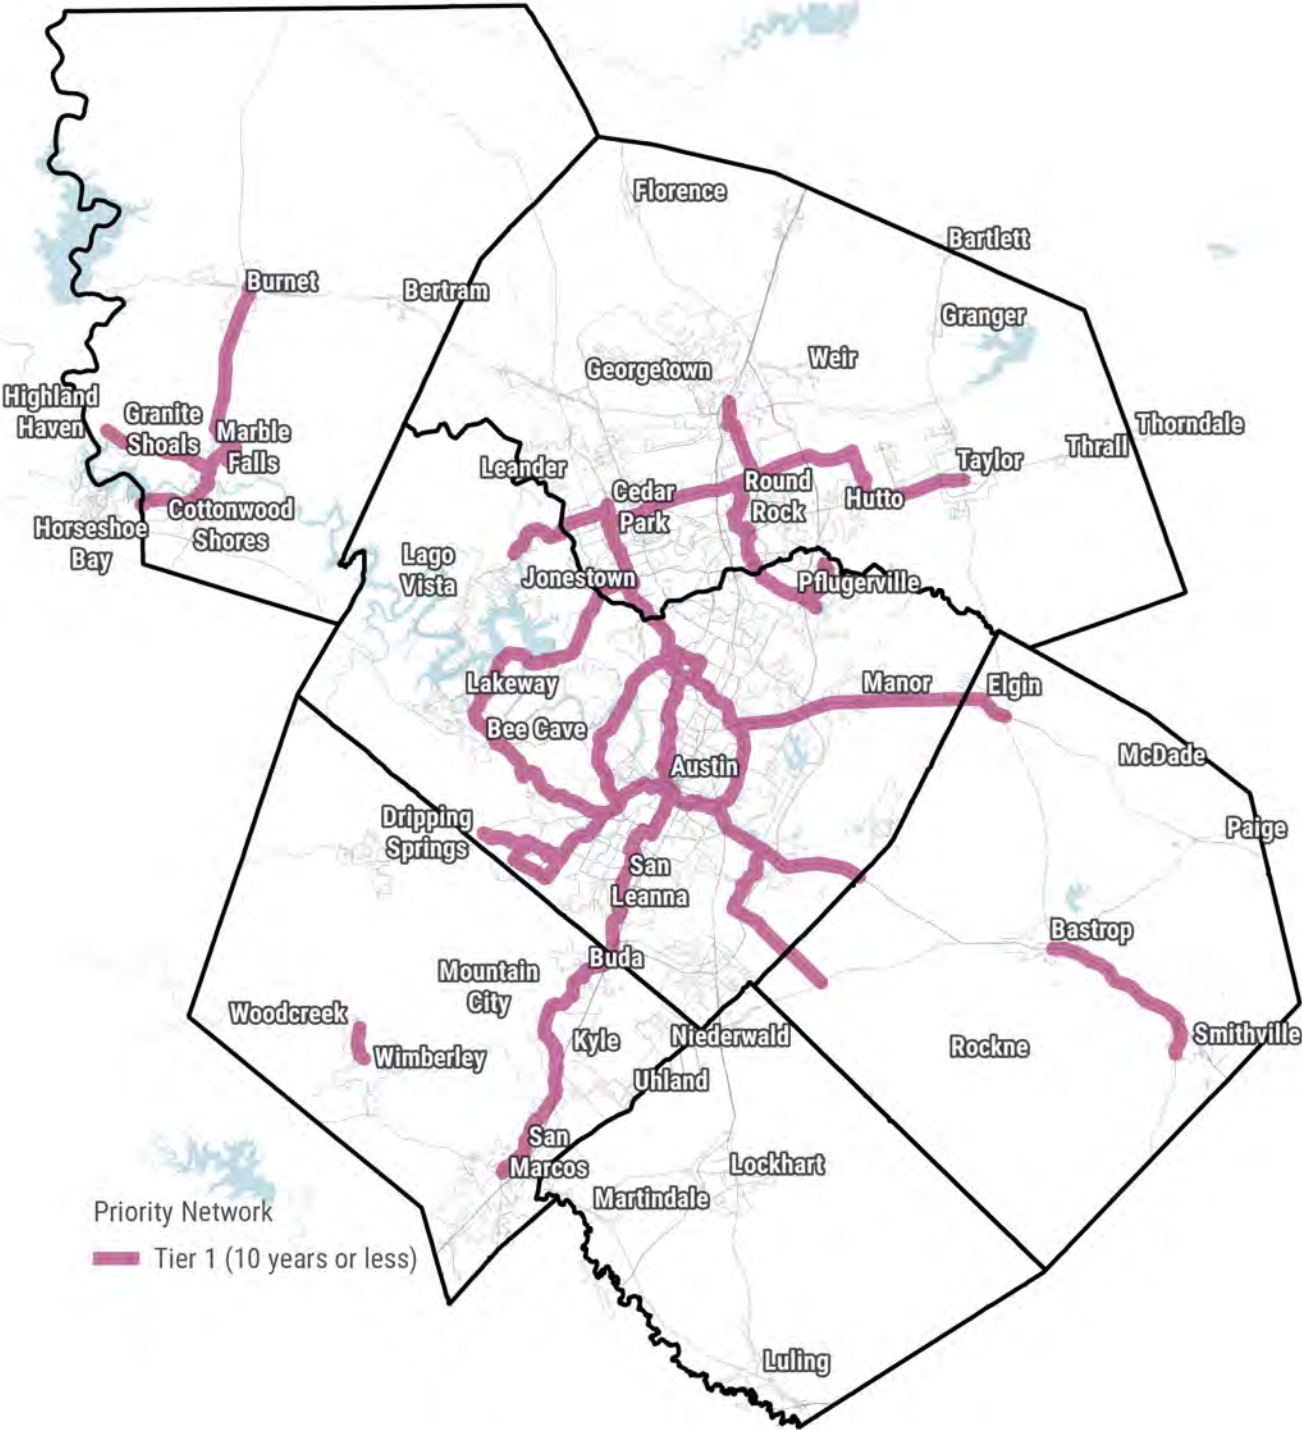 Florence
Bartlett
Burnet
Bertram
Granger
Georgetown
Weir
Highland
Haven
Granite
Shoals
Marble
Falls
Thorndale
Thrall
Leander
Taylor
Cedar
Park
Round
Rock
Hutto
Cottonwood
Shores
Horseshoe
Bay
Lago
Vista
Jonestown
Pflugerville
Lakeway
Manor
Elgin
Bee Cave
McDade
Austin
Dripping
Springs
Paige
San
Leanna
Bastrop
Buda
Mountain
City
Woodcreek
Wimberley
Kyle
Niederwald
Rockne
Smithville
Uhland
San
Marcos
Lockhart
Martindale
Priority Network
Tier 1 (10 years or less)
Luling